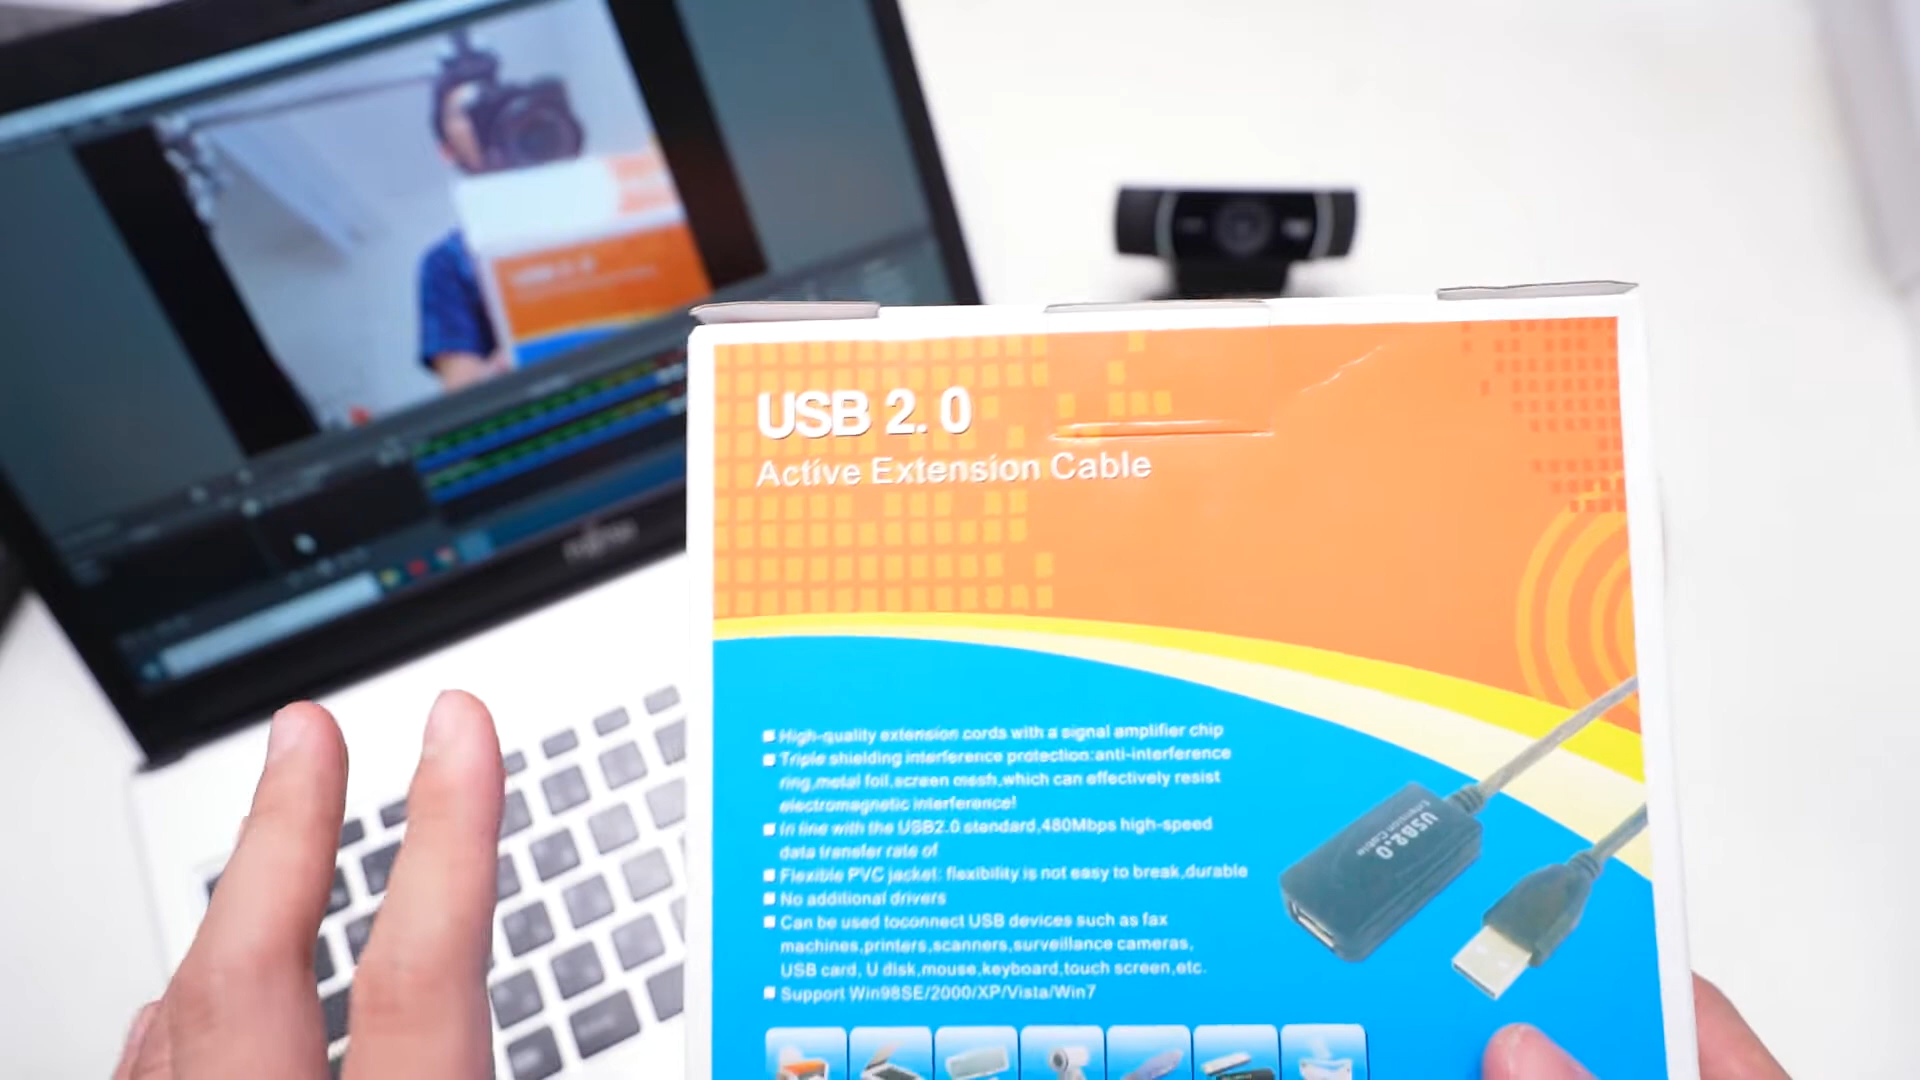 USB 2.0
Active Extension Cable
High-quality extension cords with a signal amplifier chip
Triple shielding interference protection:anti-interference
ring,metal foil,screen mesh,which can effectively resist
electromagnetic interference!
In line with the USB2.0 standard,480Mbps high-speed
data transfer rate of
Flexible PVC jacket: flexibility is not easy to break,durable
No additional drivers
Can be used toconnect USB devices such as fax
machines,printers,scanners,surveillance cameras,
USB card, U disk,mouse,keyboard,touch screen,etc.
Support Win98SE/2000/XP/Vista/Win7
USB2.0
Extension Cable
FUJITSU